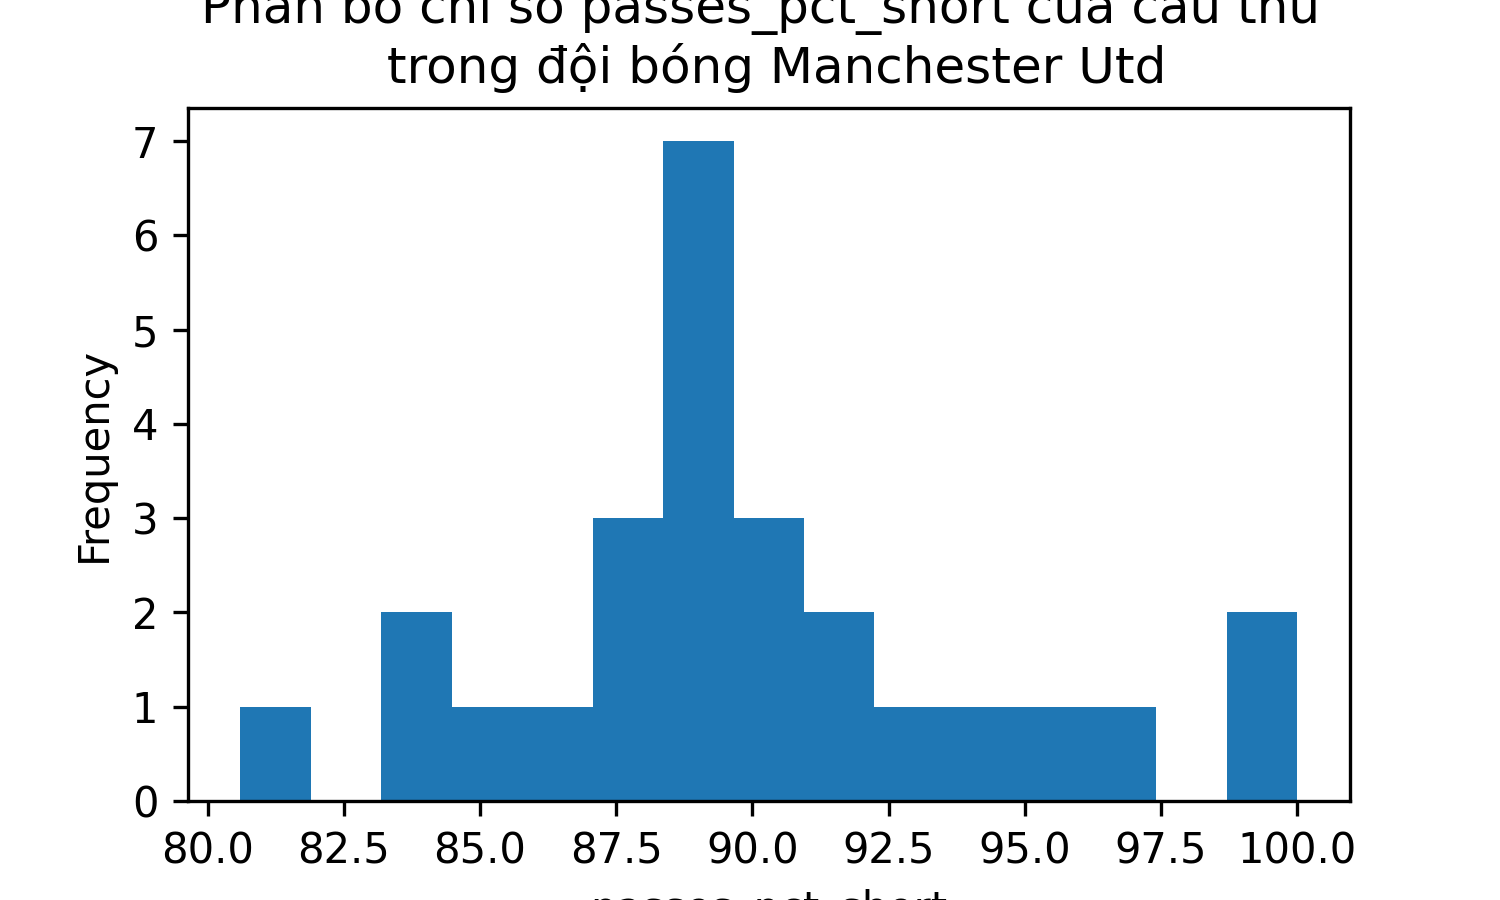 Phân bố chỉ số passes_pct_short của cầu thủ
trong đội bóng Manchester Utd
7
6
5
4
3
2
1
0
Frequency
80.0 82.5 85.0 87.5 90.0 92.5 95.0 97.5 100.0
passes_pct_short